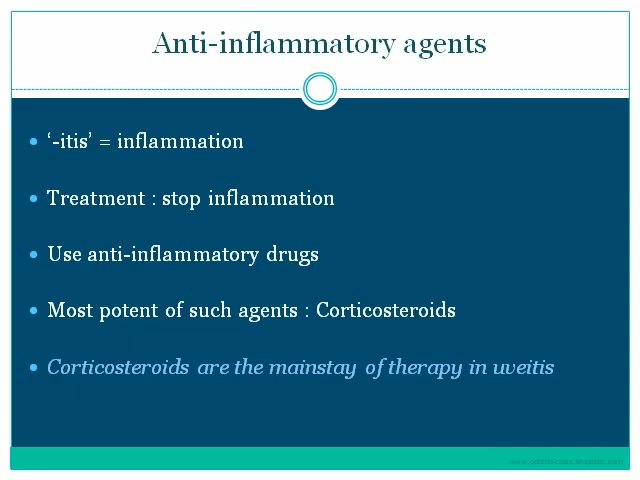 Anti-inflammatory agents
‘-itis’ = inflammation
Treatment : stop inflammation
Use anti-inflammatory drugs
Most potent of such agents : Corticosteroids
Corticosteroids are the mainstay of therapy in uveitis